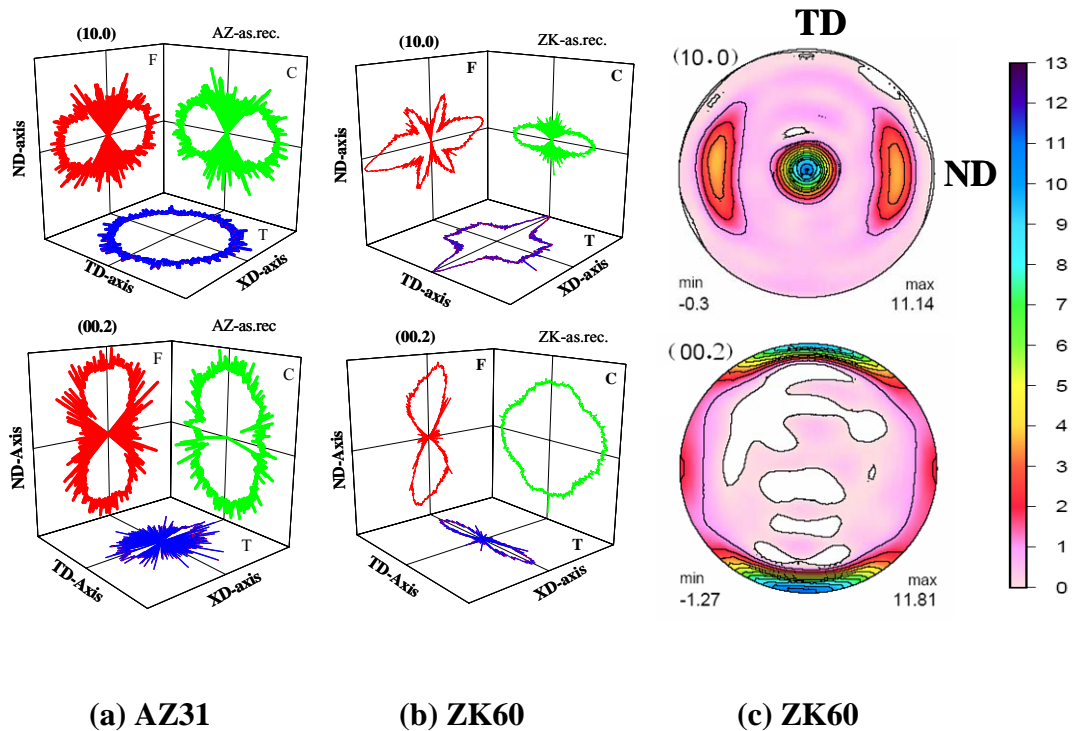 (10.0)
AZ-as.rec.
F
C
T
ND-axis
TD-axis
XD-axis
(10.0)
ZK-as.rec.
F
C
T
ND-axis
TD-axis
XD-axis
TD
(10.0)
ND
min
-0.3
max
11.14
13
12
11
10
9
8
7
6
5
4
3
2
1
0
(00.2)
AZ-as.rec
F
C
T
ND-Axis
TD-Axis
XD-axis
(00.2)
ZK-as.rec.
F
C
T
ND-Axis
TD-Axis
XD-axis
(00.2)
min
-1.27
max
11.81
(a) AZ31
(b) ZK60
(c) ZK60